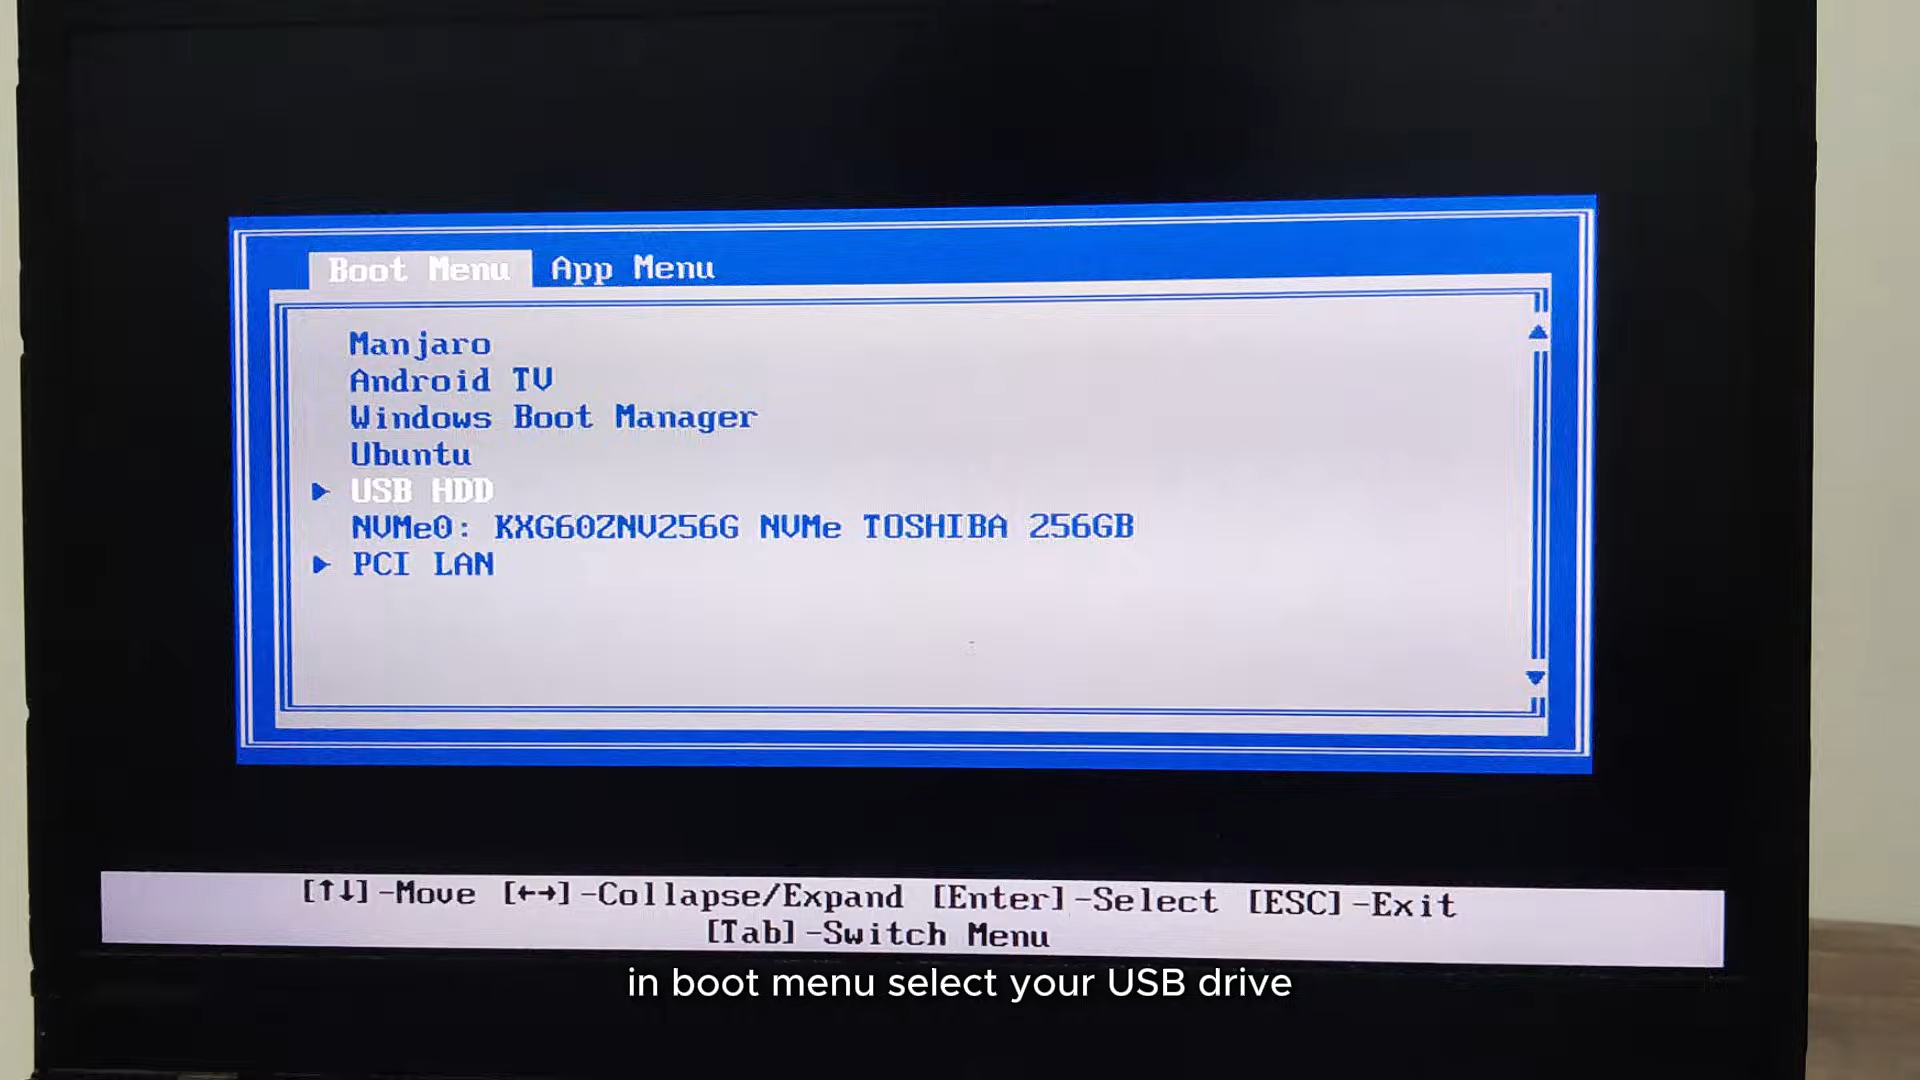 Boot Menu App Menu
Manjaro
Android TV
Windows Boot Manager
Ubuntu
▶ USB HDD
NVMe0: KXG60ZNV256G NVMe TOSHIBA 256GB
▶ PCI LAN
[↑↓]-Move [←→]-Collapse/Expand [Enter]-Select [ESC]-Exit
[Tab]-Switch Menu
in boot menu select your USB drive